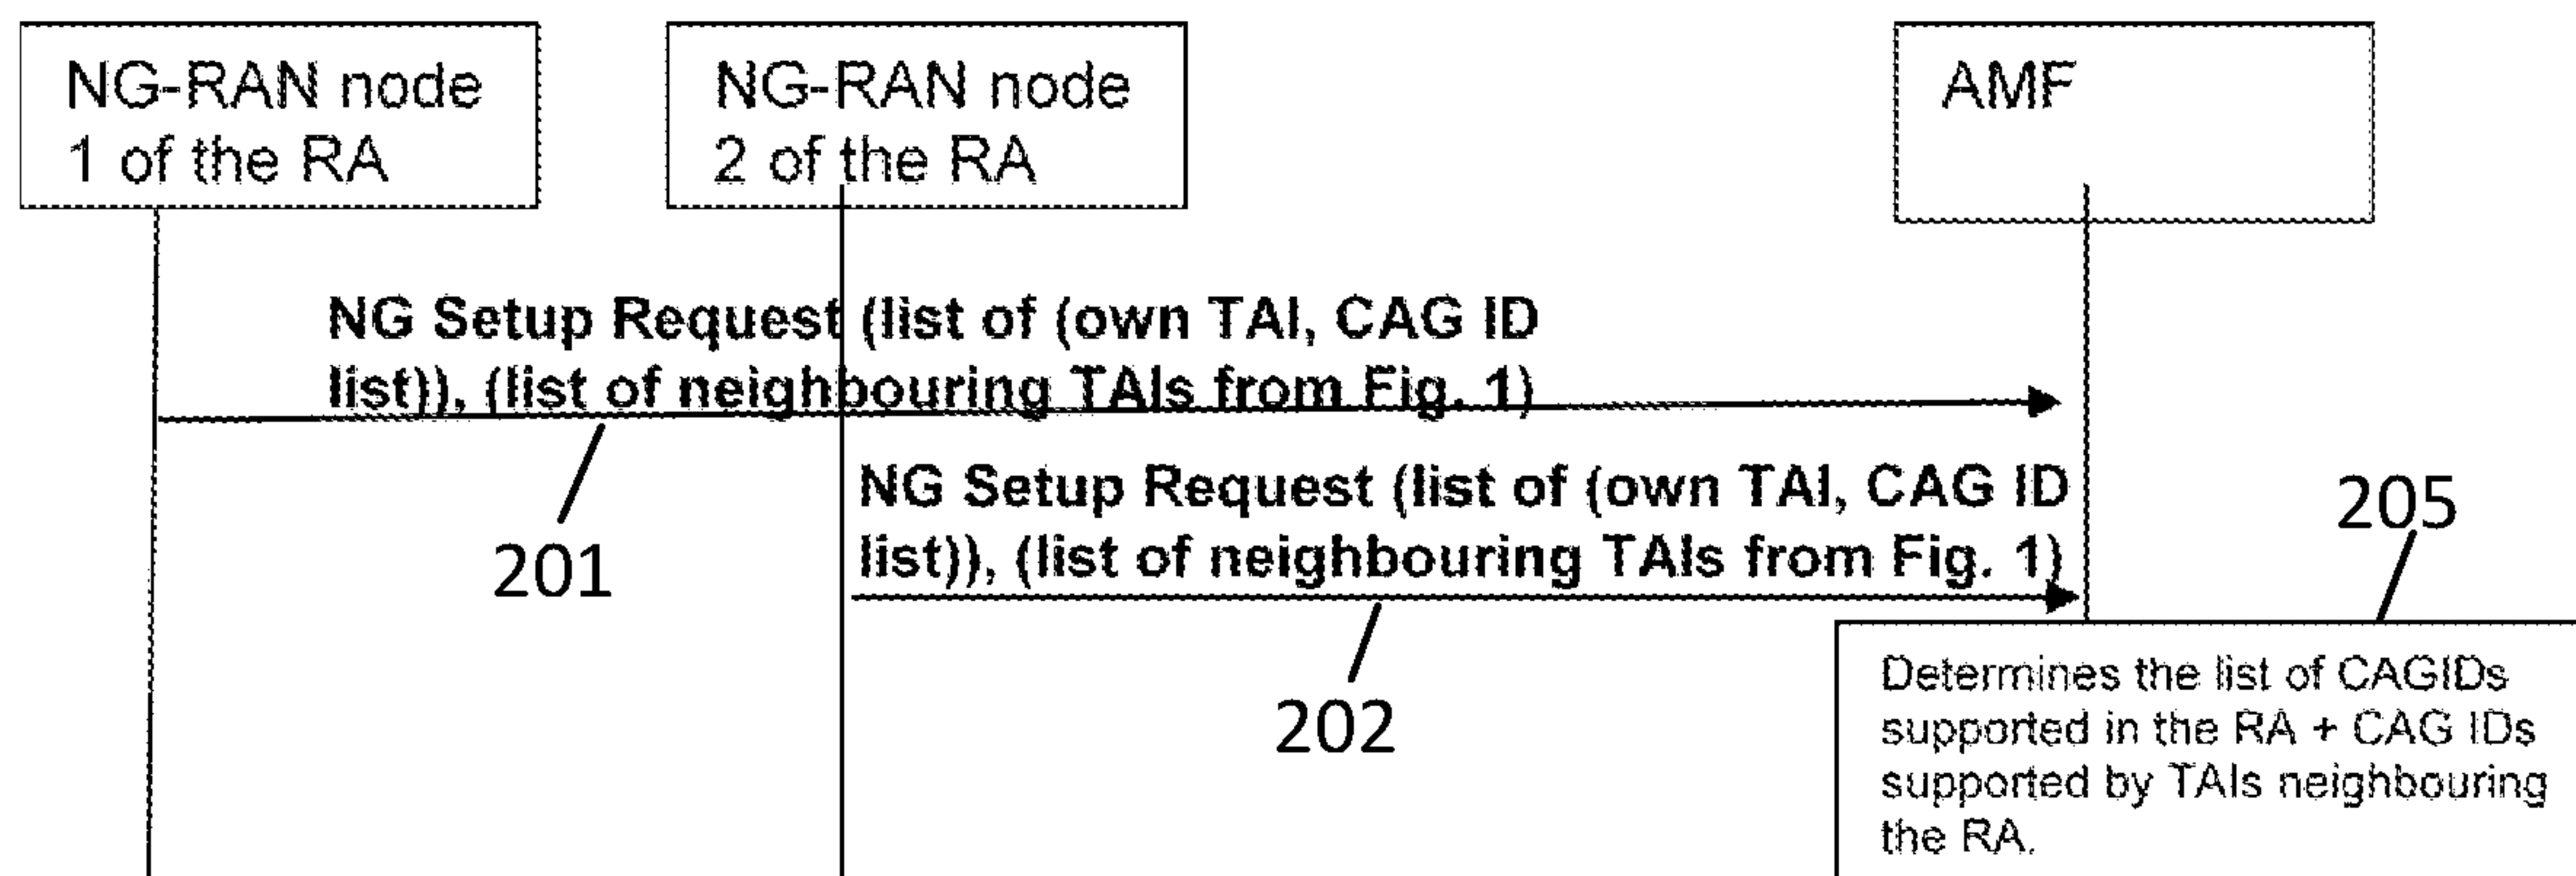 NG-RAN node
1 of the RA
NG-RAN node
2 of the RA
AMF
NG Setup Request (list of (own TAI, CAG ID
list)), (list of neighbouring TAIs from Fig. 1)
201
NG Setup Request (list of (own TAI, CAG ID
list)), (list of neighbouring TAIs from Fig. 1)
202
205
Determines the list of CAGIDs
supported in the RA + CAG IDs
supported by TAIs neighbouring
the RA.